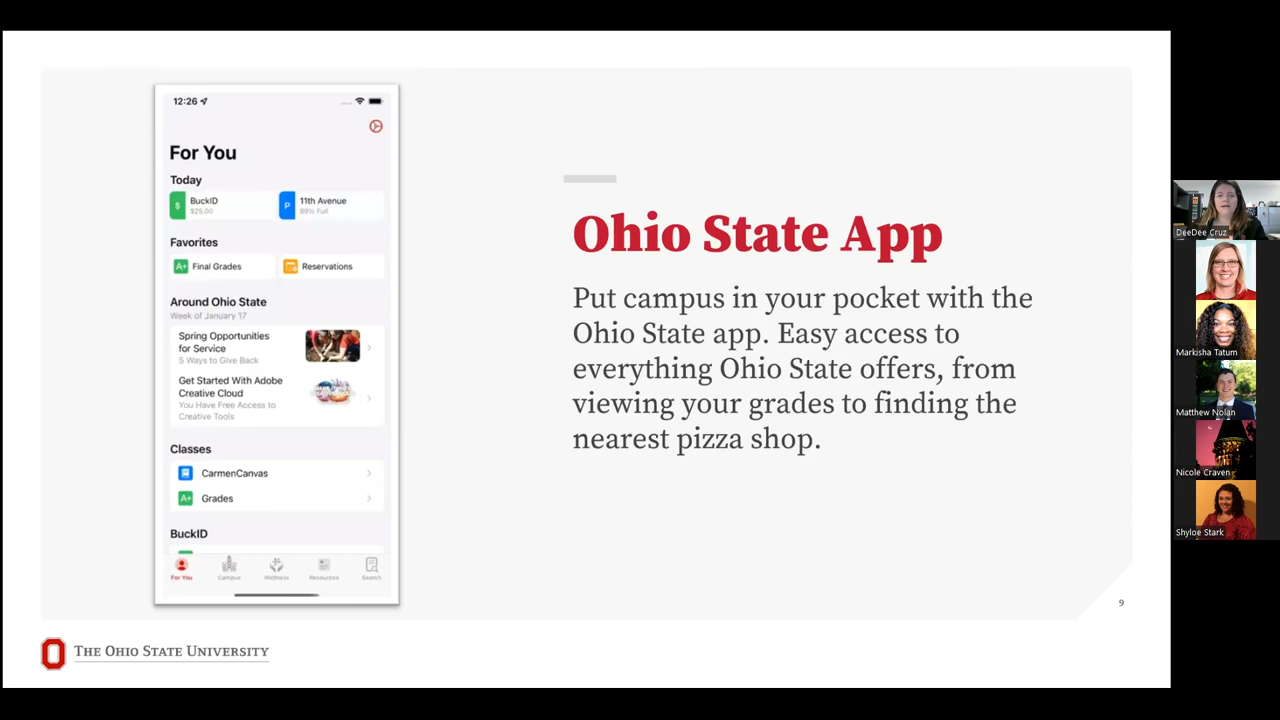 12:26
For You
Today
BuckID
$25.00
11th Avenue
89% Full
Favorites
A+ Final Grades
Reservations
Around Ohio State
Week of January 17
Spring Opportunities
for Service
5 Ways to Give Back
Get Started With Adobe
Creative Cloud
You Have Free Access to
Creative Tools
Classes
CarmenCanvas
A+ Grades
BuckID
For You Campus Wellness Resources Search
Ohio State App
Put campus in your pocket with the
Ohio State app. Easy access to
everything Ohio State offers, from
viewing your grades to finding the
nearest pizza shop.
9
THE OHIO STATE UNIVERSITY
DeeDee Cruz
Markisha Tatum
Matthew Nolan
Nicole Craven
Shyloe Stark